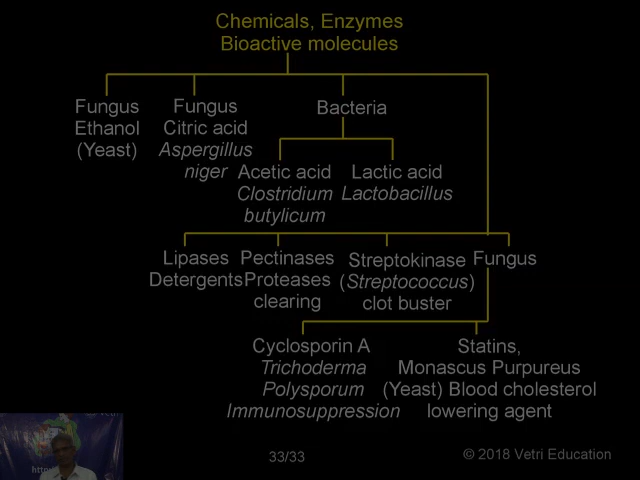 Chemicals, Enzymes
Bioactive molecules
Fungus
Ethanol
(Yeast)
Fungus
Citric acid
Aspergillus
niger
Bacteria
Acetic acid
Clostridium
butylicum
Lactic acid
Lactobacillus
Lipases
Detergents
Pectinases
Proteases
clearing
Streptokinase
(Streptococcus)
clot buster
Fungus
Cyclosporin A
Trichoderma
Polysporum
Immunosuppression
Statins,
Monascus Purpureus
(Yeast) Blood cholesterol
lowering agent
http
33/33
© 2018 Vetri Education